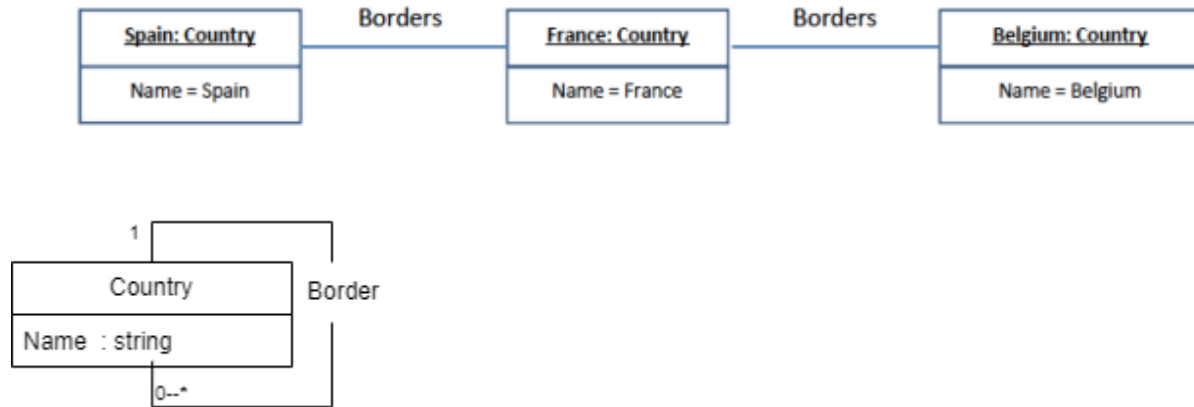 Borders Borders
Spain: Country France: Country Belgium: Country
Name = Spain Name = France Name = Belgium
1
Country
Border
Name : string
0--*